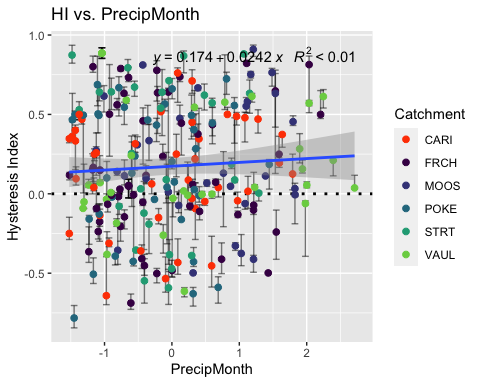 HI vs. PrecipMonth
y = 0.174 + 0.0242 x R² < 0.01
Hysteresis Index
1.0
0.5
0.0
-0.5
-1
0
1
2
PrecipMonth
Catchment
CARI
FRCH
MOOS
POKE
STRT
VAUL